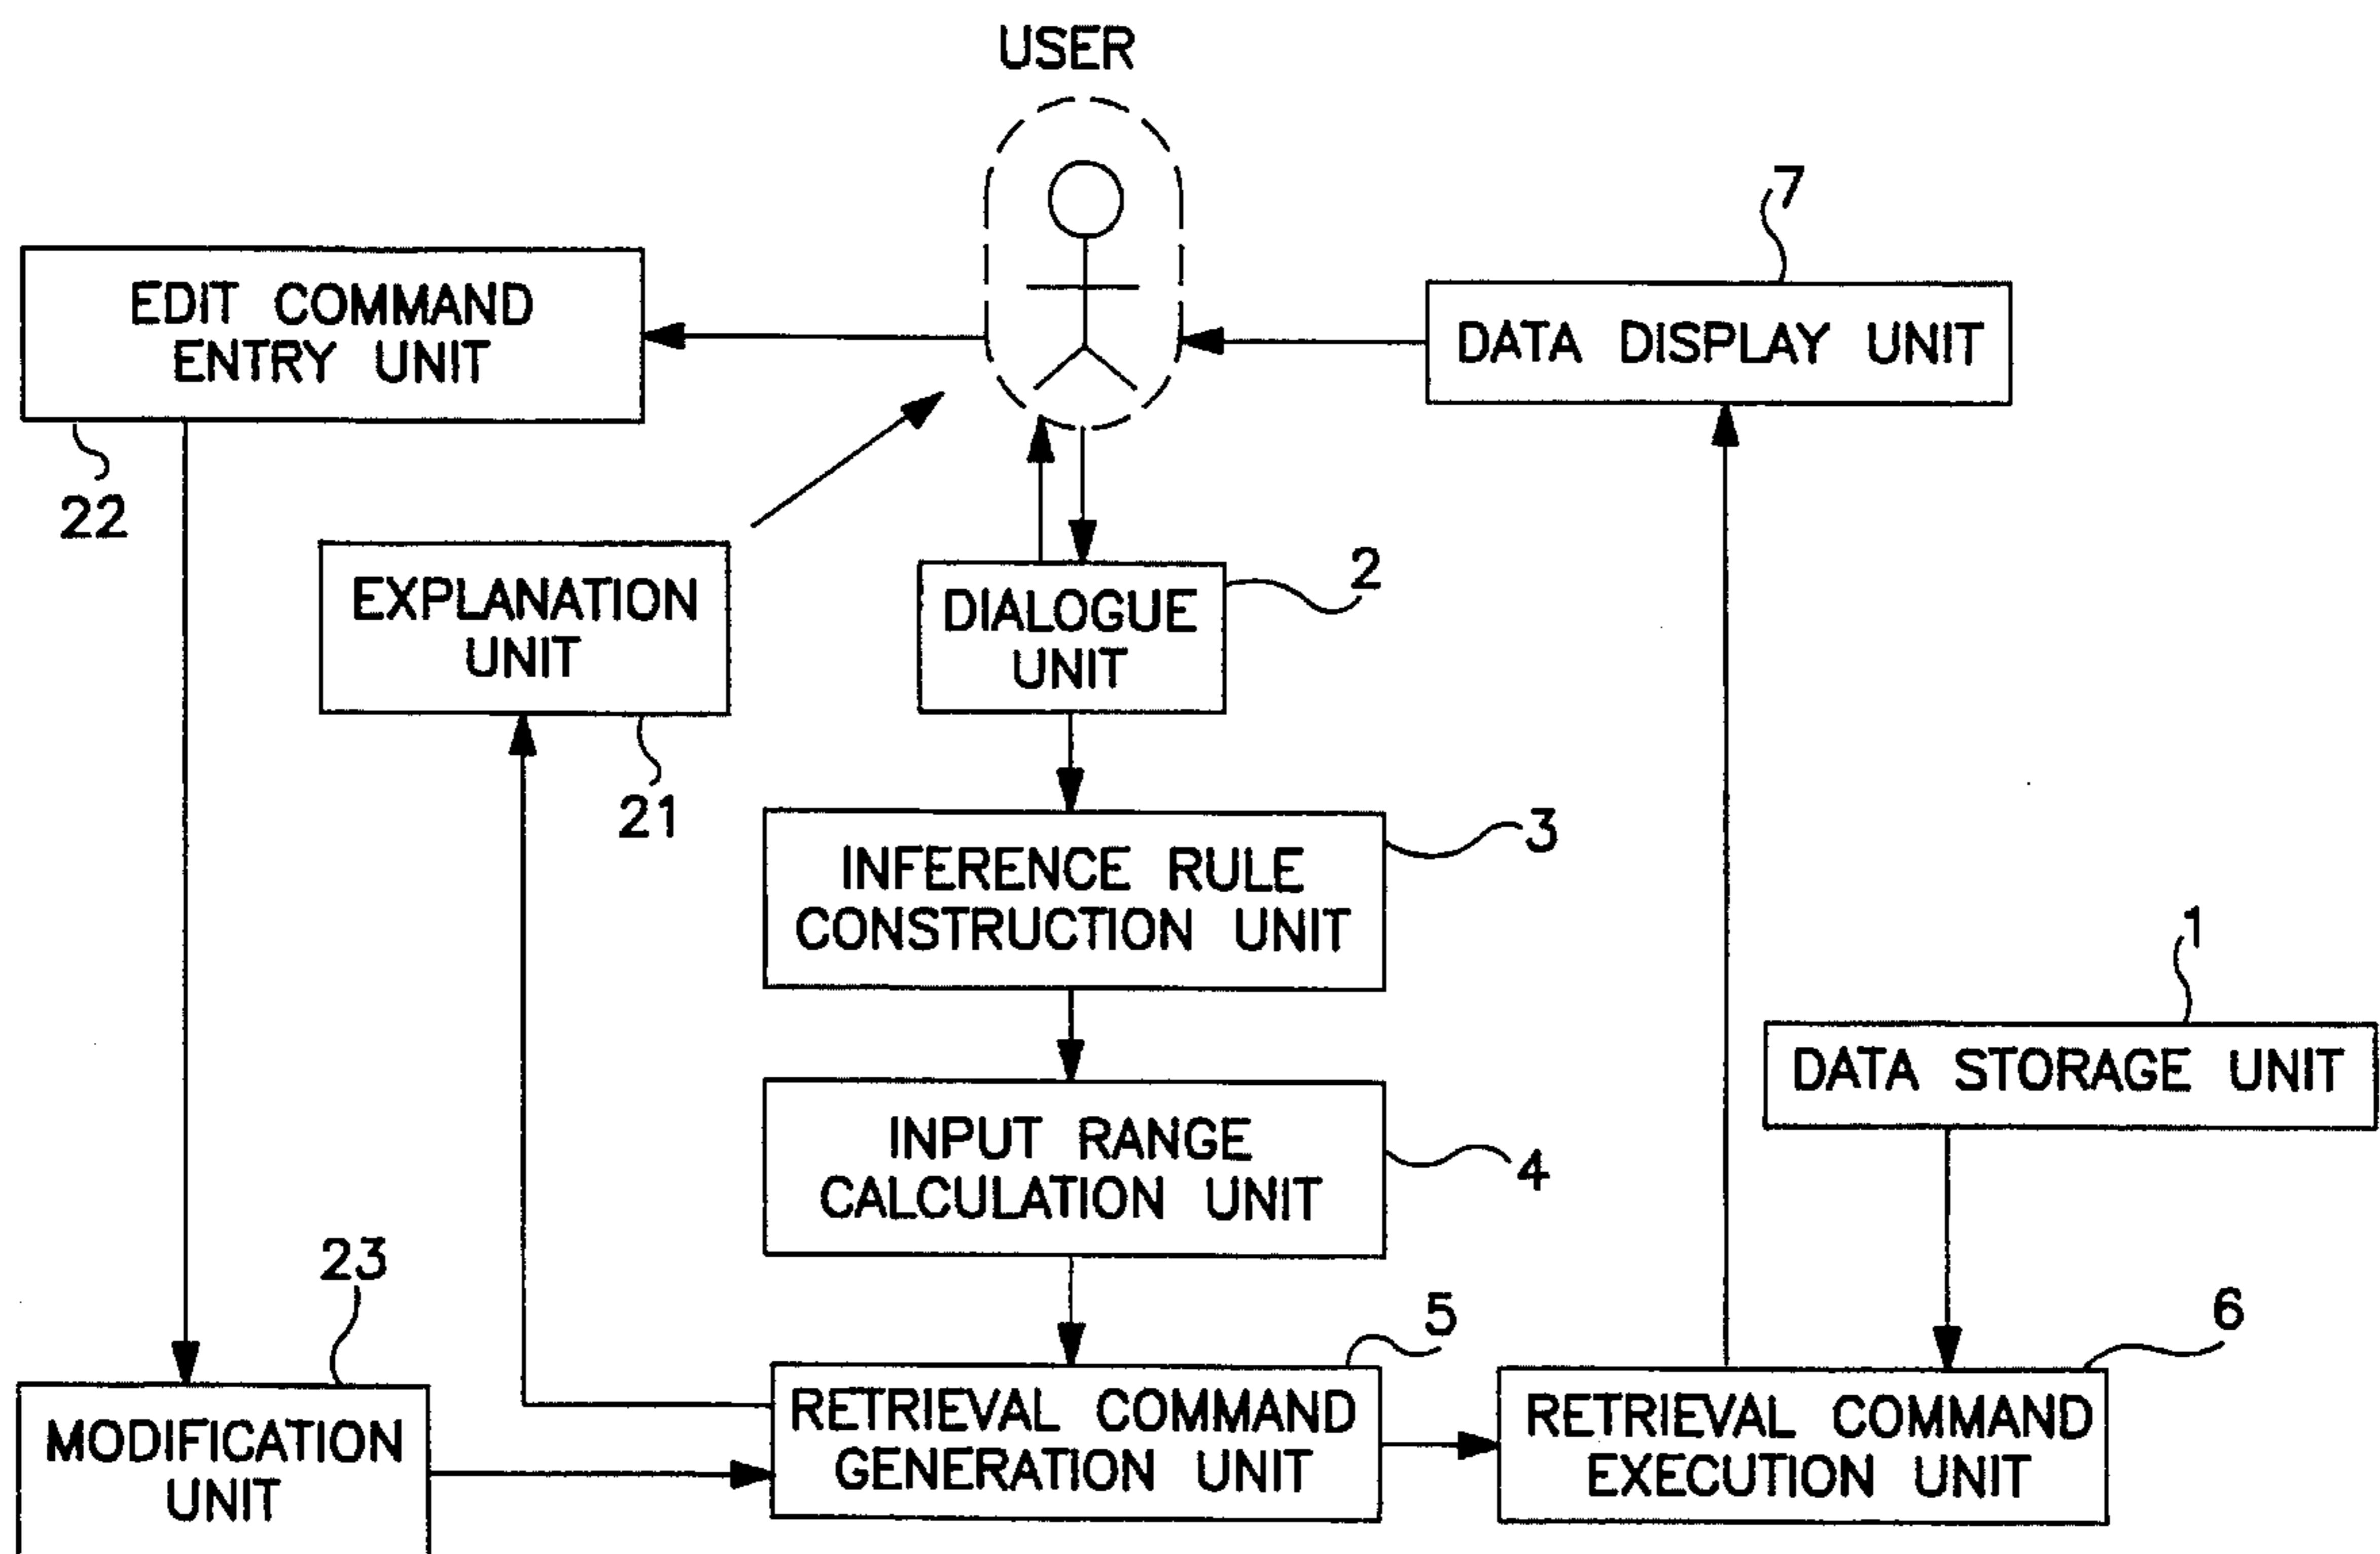 USER
7
EDIT COMMAND
ENTRY UNIT
DATA DISPLAY UNIT
22
EXPLANATION
UNIT
21
DIALOGUE
UNIT
2
INFERENCE RULE
CONSTRUCTION UNIT
3
1
DATA STORAGE UNIT
INPUT RANGE
CALCULATION UNIT
4
23
MODIFICATION
UNIT
5
RETRIEVAL COMMAND
GENERATION UNIT
6
RETRIEVAL COMMAND
EXECUTION UNIT